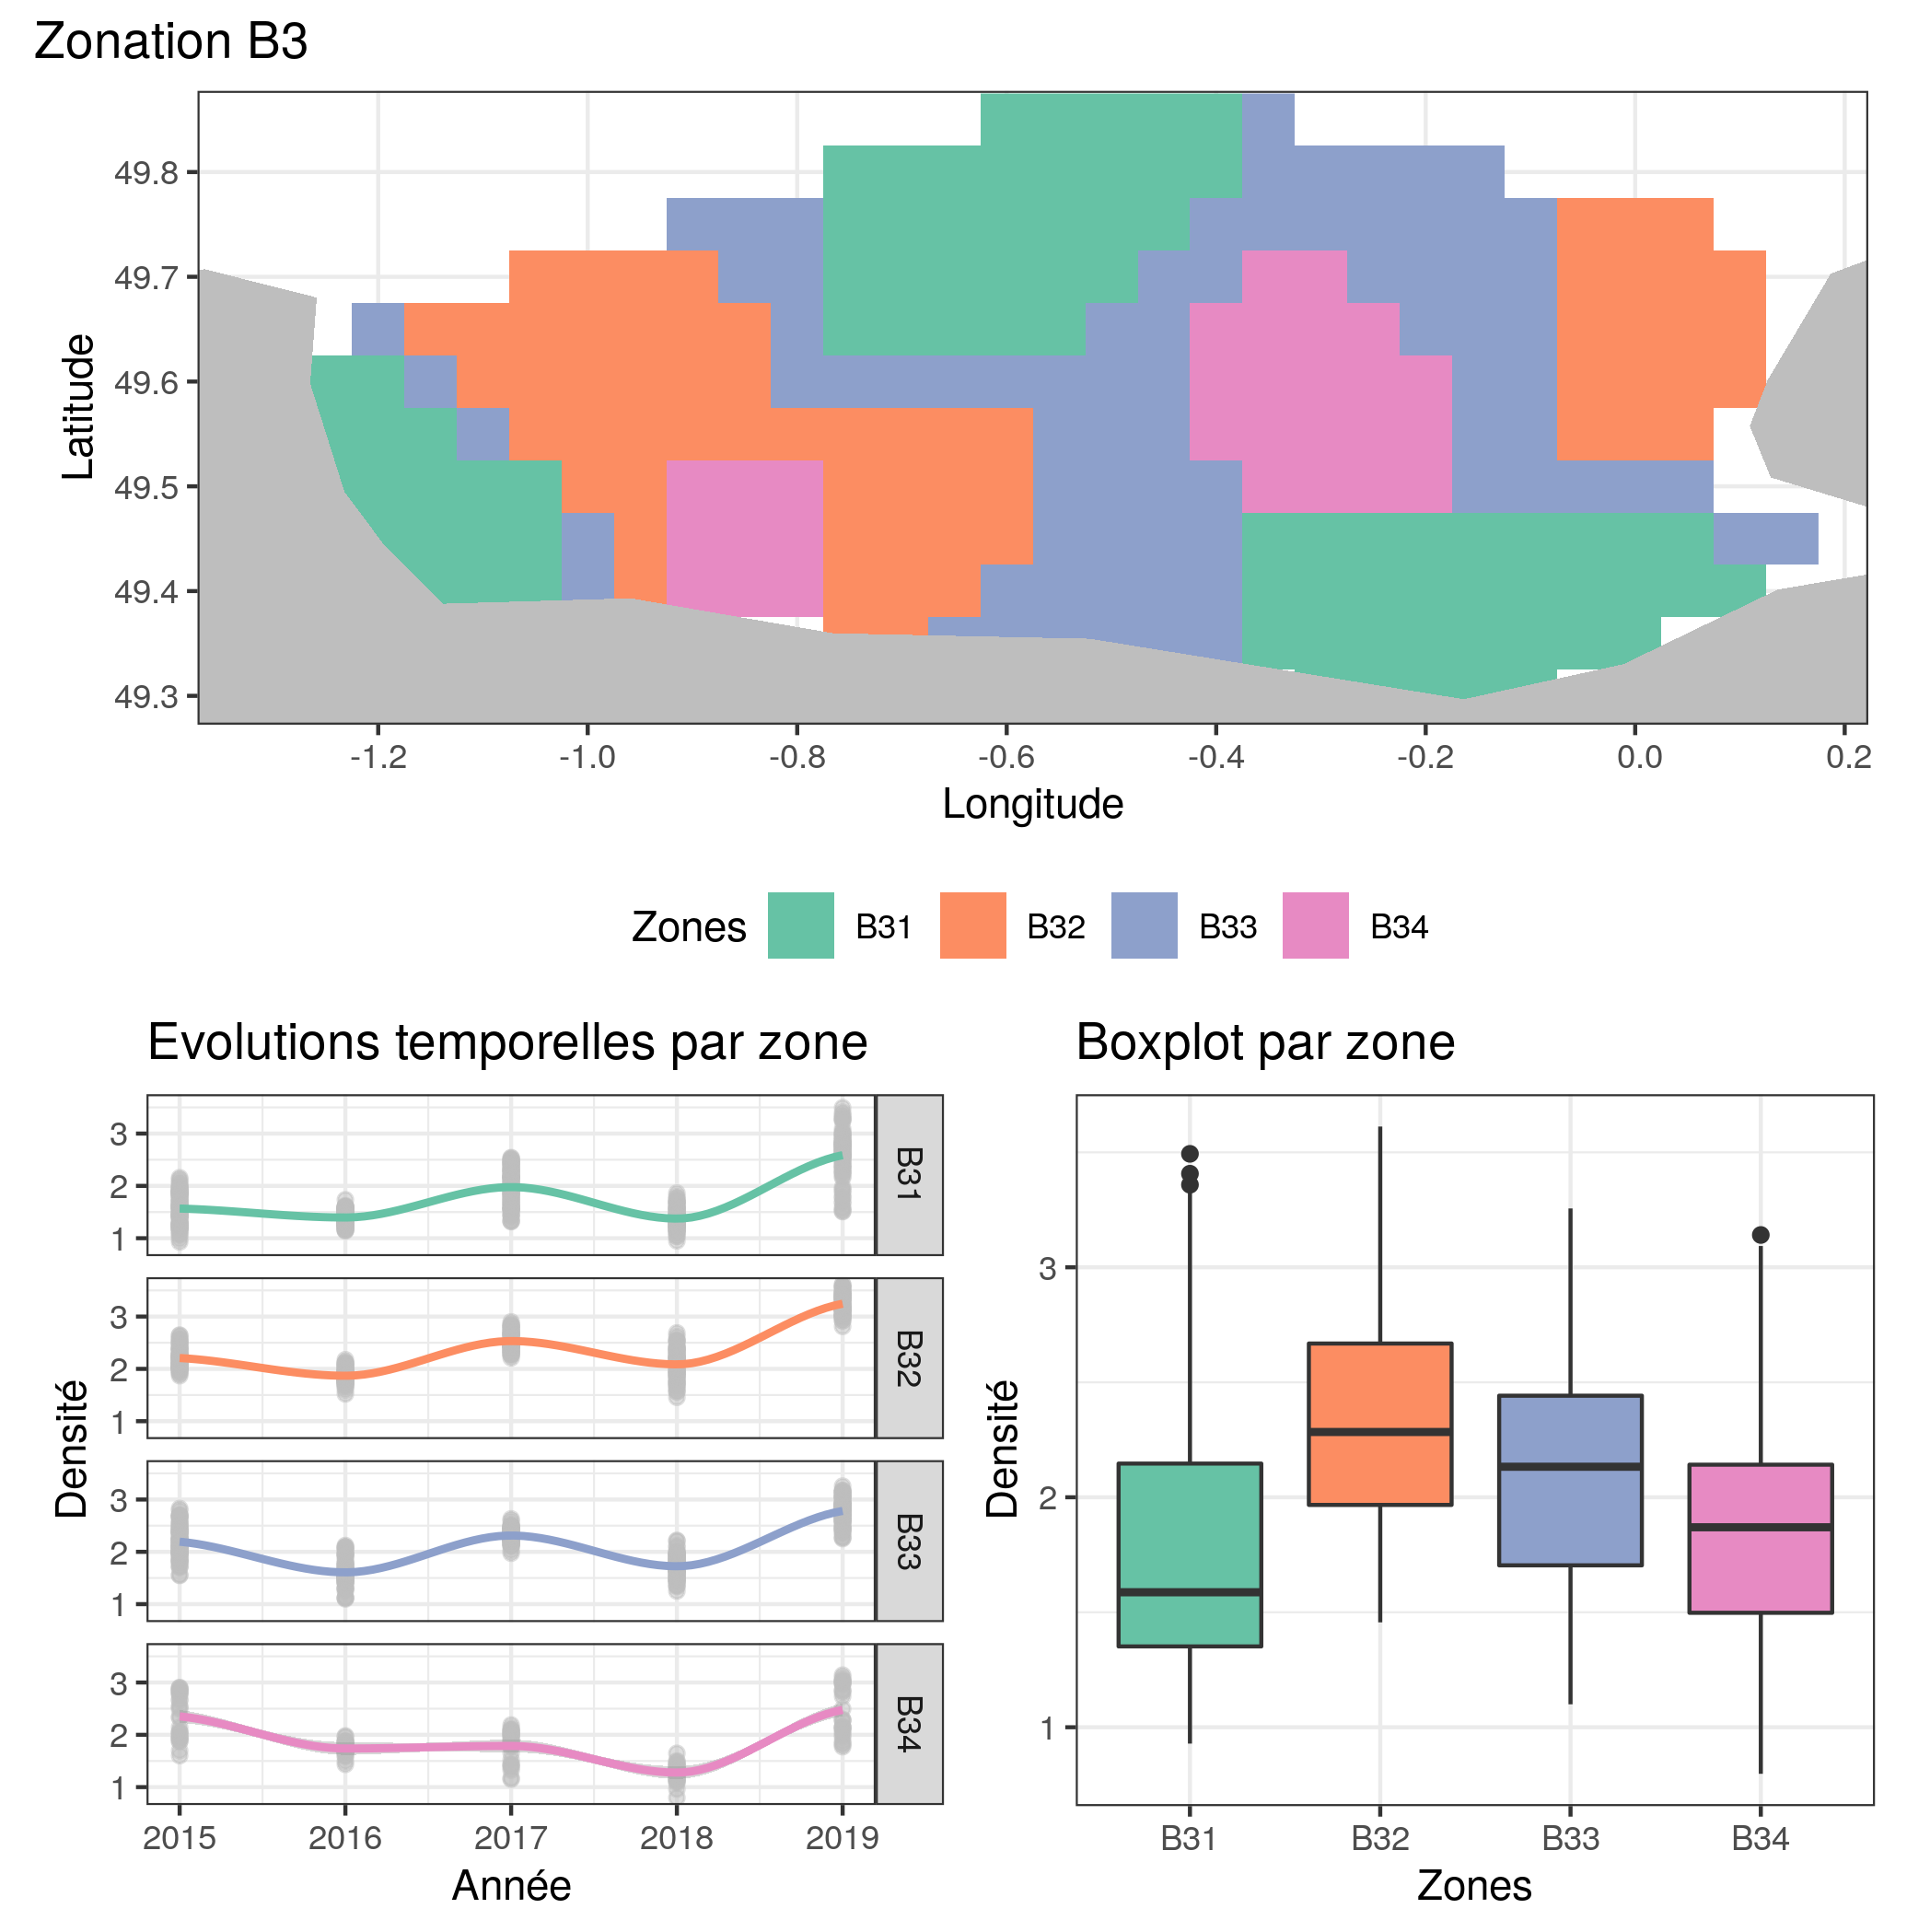 Zonation B3
Latitude
49.8
49.7
49.6
49.5
49.4
49.3
-1.2 -1.0 -0.8 -0.6 -0.4 -0.2 0.0 0.2
Longitude
Zones B31 B32 B33 B34
Evolutions temporelles par zone
Densité
3
2
1
B31
3
2
1
B32
3
2
1
B33
3
2
1
B34
2015 2016 2017 2018 2019
Année
Boxplot par zone
Densité
3
2
1
B31 B32 B33 B34
Zones